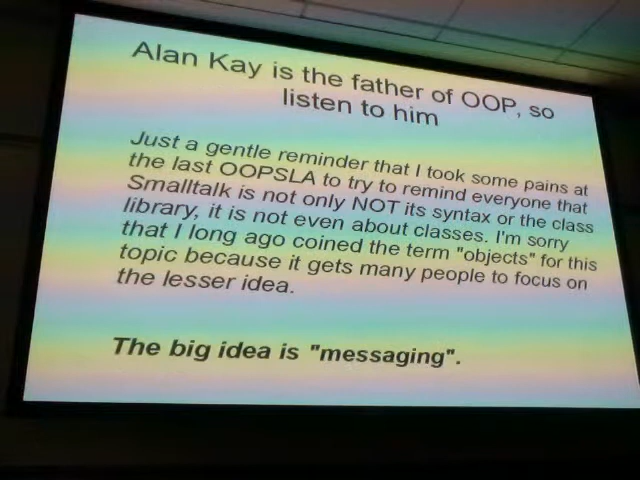 Alan Kay is the father of OOP, so
listen to him
Just a gentle reminder that I took some pains at
the last OOPSLA to try to remind everyone that
Smalltalk is not only NOT its syntax or the class
library, it is not even about classes. I'm sorry
that I long ago coined the term "objects" for this
topic because it gets many people to focus on
the lesser idea.
The big idea is "messaging".